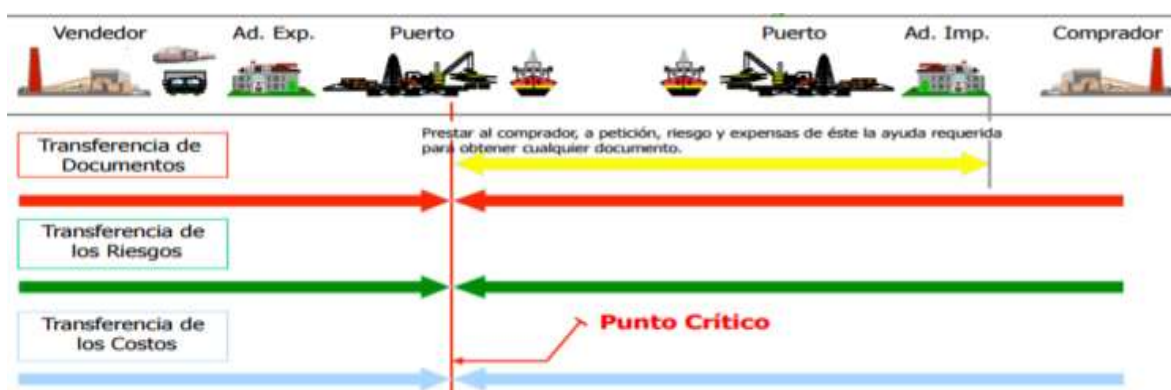 Vendedor
Ad. Exp.
Puerto
Puerto
Ad. Imp.
Comprador
Transferencia de
Documentos
Prestar al comprador, a petición, riesgo y expensas de éste la ayuda requerida
para obtener cualquier documento.
Transferencia de
los Riesgos
Transferencia de
los Costos
Punto Crítico